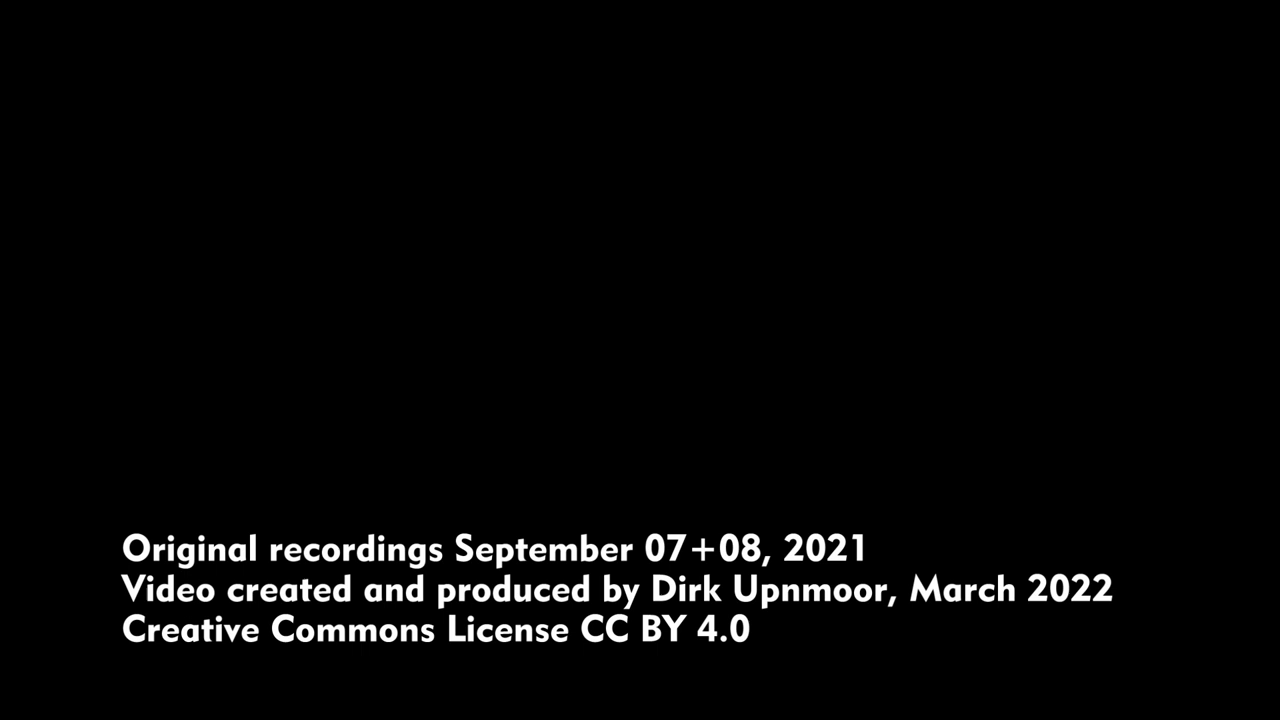 Original recordings September 07+08, 2021
Video created and produced by Dirk Upnmoor, March 2022
Creative Commons License CC BY 4.0